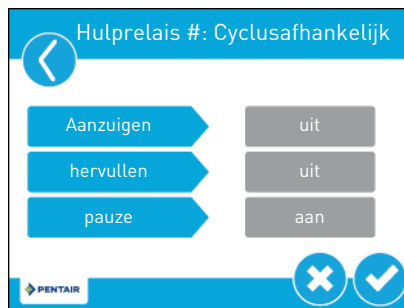 Hulprelais #: Cyclusafhankelijk
Aanzuigen uit
hervullen uit
pauze aan
PENTAIR